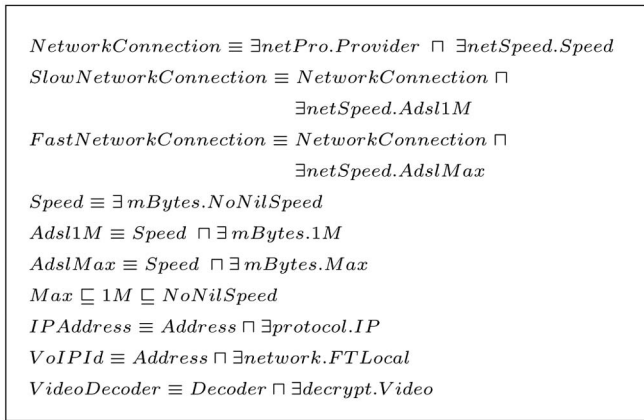 NetworkConnection ≡ ∃netPro.Provider ⊓ ∃netSpeed.Speed
SlowNetworkConnection ≡ NetworkConnection ⊓
∃netSpeed.Adsl1M
FastNetworkConnection ≡ NetworkConnection ⊓
∃netSpeed.AdslMax
Speed ≡ ∃ mBytes.NoNilSpeed
Adsl1M ≡ Speed ⊓ ∃ mBytes.1M
AdslMax ≡ Speed ⊓ ∃ mBytes.Max
Max ⊑ 1M ⊑ NoNilSpeed
IPAddress ≡ Address ⊓ ∃protocol.IP
VoIPId ≡ Address ⊓ ∃network.FTLocal
VideoDecoder ≡ Decoder ⊓ ∃decrypt.Video